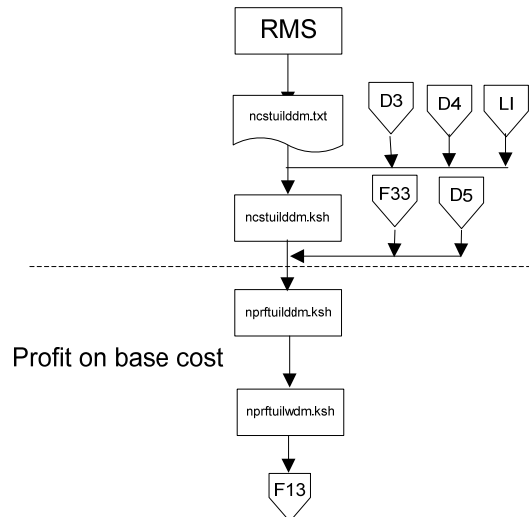 RMS
ncstuilddm.txt
D3
D4
LI
ncstuilddm.ksh
F33
D5
nprftuilddm.ksh
Profit on base cost
nprftuilwdm.ksh
F13